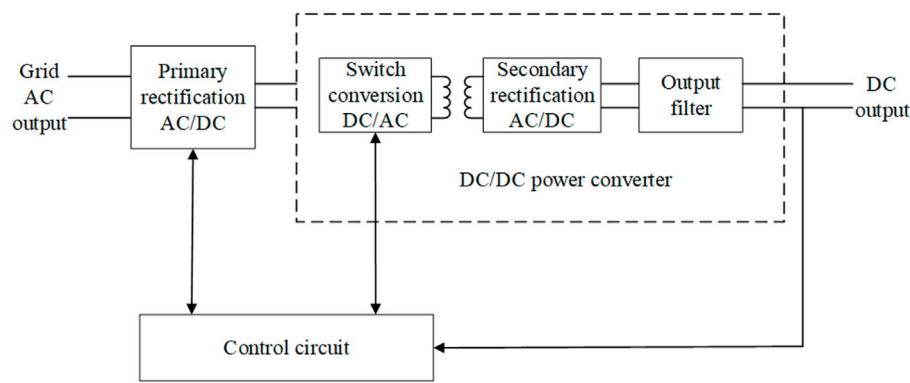 Grid
AC
output
Primary
rectification
AC/DC
Switch
conversion
DC/AC
Secondary
rectification
AC/DC
Output
filter
DC
output
DC/DC power converter
Control circuit